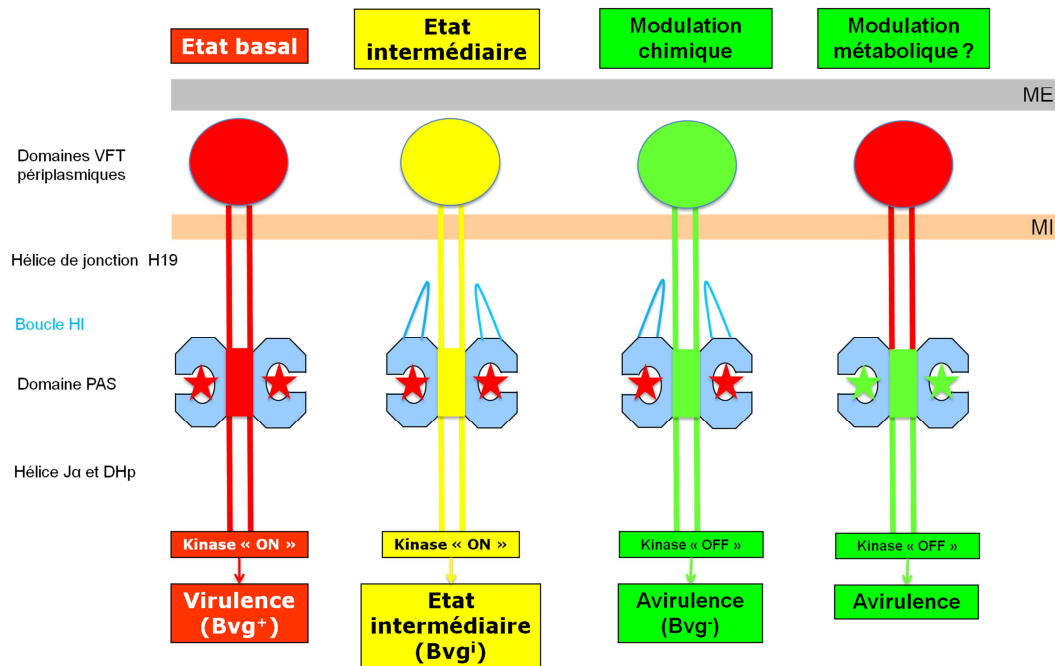 Etat basal
Etat
intermédiaire
Modulation
chimique
Modulation
métabolique ?
ME
Domaines VFT
périplasmiques
MI
Hélice de jonction H19
Boucle HI
Domaine PAS
Hélice Jα et DHp
Kinase « ON »
Kinase « ON »
Kinase « OFF »
Kinase « OFF »
Virulence
(Bvg⁺)
Etat
intermédiaire
(Bvgⁱ)
Avirulence
(Bvg⁻)
Avirulence